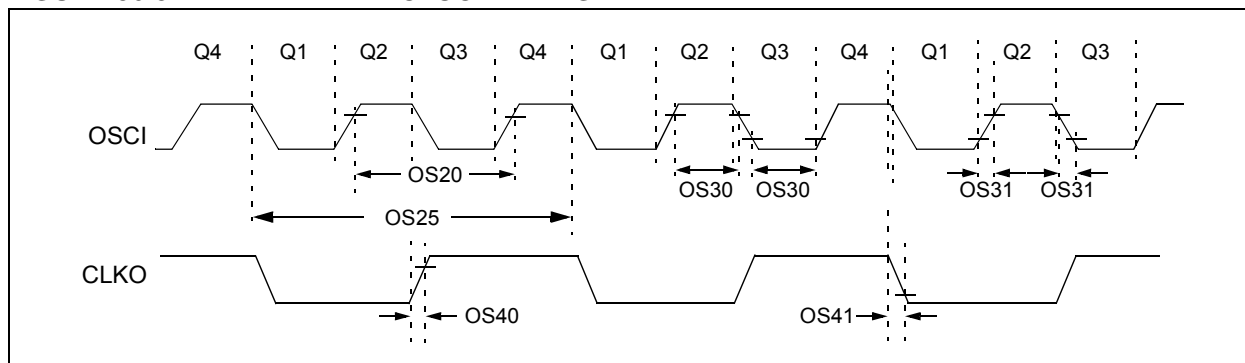 Q4 Q1 Q2 Q3 Q4 Q1 Q2 Q3 Q4 Q1 Q2 Q3
OSCI
OS20
OS30 OS30
OS31 OS31
OS25
CLKO
OS40
OS41